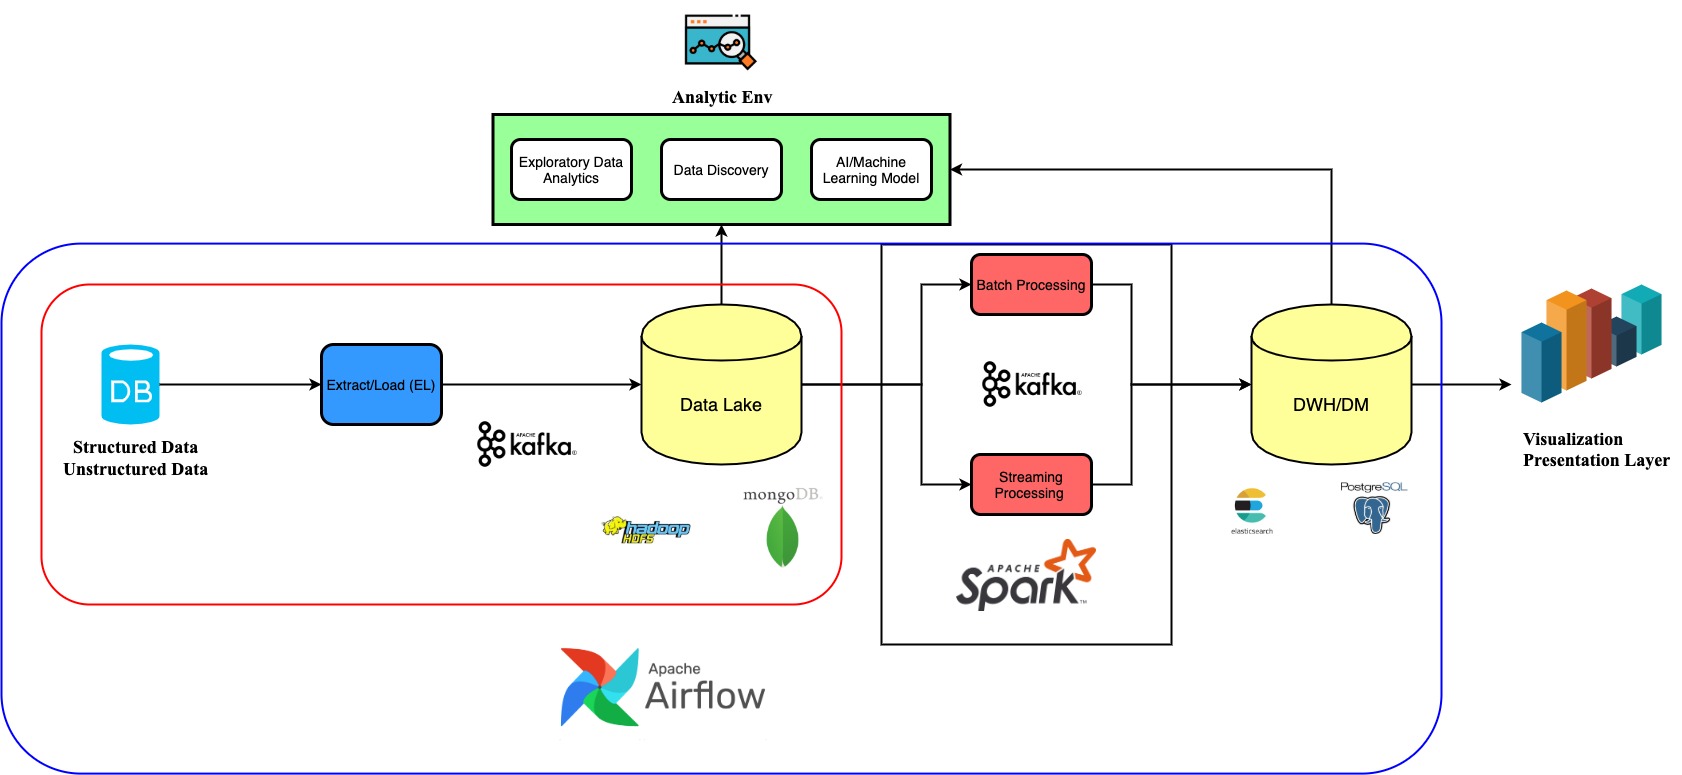 Analytic Env
Exploratory Data
Analytics
Data Discovery
AI/Machine
Learning Model
DB
Structured Data
Unstructured Data
Extract/Load (EL)
APACHE
kafka®
Data Lake
hadoop
HDFS
mongoDB.
Batch Processing
APACHE
kafka®
Streaming
Processing
APACHE
Spark™
DWH/DM
elasticsearch
PostgreSQL
Visualization
Presentation Layer
Apache
Airflow